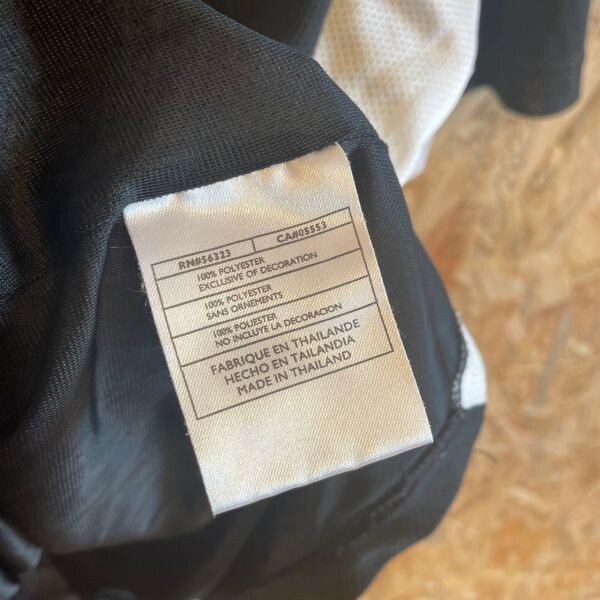 RN#56323 CA#05553
100% POLYESTER
EXCLUSIVE OF DECORATION
100% POLYESTER
SANS ORNEMENTS
100% POLIESTER
NO INCLUYE LA DECORACION
FABRIQUE EN THAILANDE
HECHO EN TAILANDIA
MADE IN THAILAND